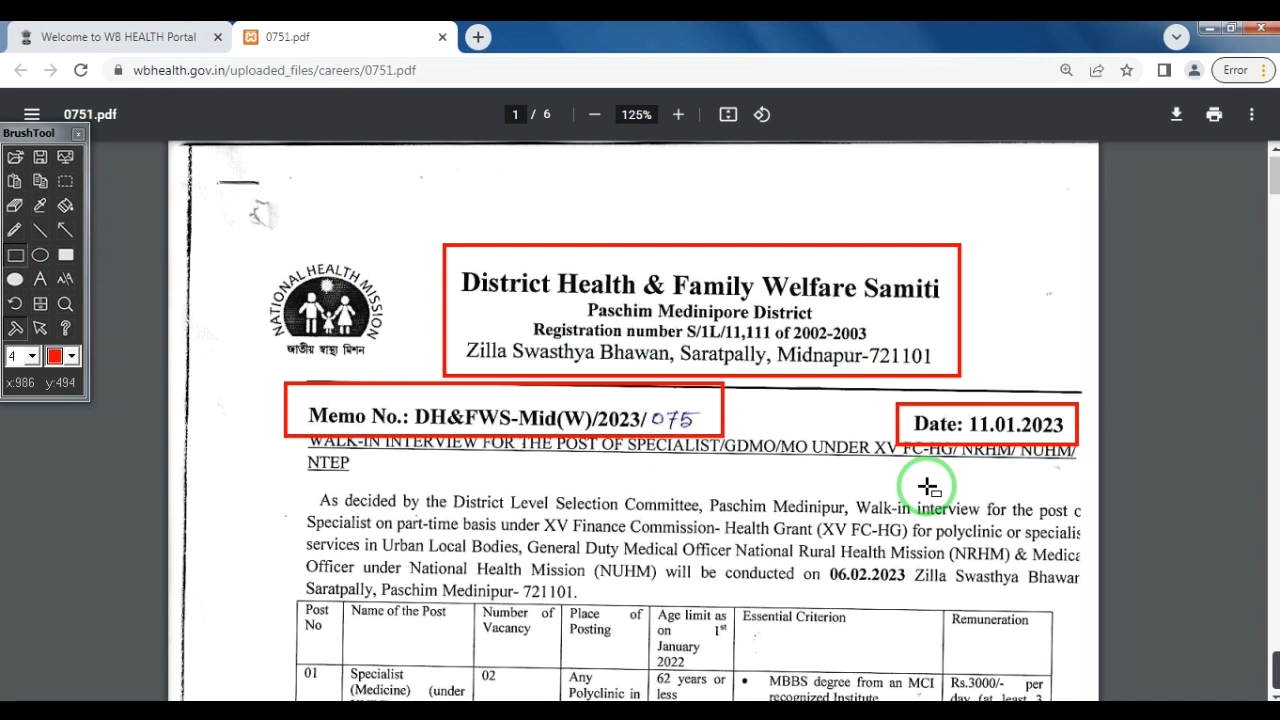 Welcome to WB HEALTH Portal
0751.pdf
wbhealth.gov.in/uploaded_files/careers/0751.pdf
Error
0751.pdf
1 / 6
125%
BrushTool
4
x:986 y:494
NATIONAL HEALTH MISSION
জাতীয় স্বাস্থ্য মিশন
District Health & Family Welfare Samiti
Paschim Medinipore District
Registration number S/1L/11,111 of 2002-2003
Zilla Swasthya Bhawan, Saratpally, Midnapur-721101
Memo No.: DH&FWS-Mid(W)/2023/ 075
Date: 11.01.2023
WALK-IN INTERVIEW FOR THE POST OF SPECIALIST/GDMO/MO UNDER XV FC-HG/ NRHM/ NUHM/
NTEP
As decided by the District Level Selection Committee, Paschim Medinipur, Walk-in interview for the post
Specialist on part-time basis under XV Finance Commission- Health Grant (XV FC-HG) for polyclinic or specialis
services in Urban Local Bodies, General Duty Medical Officer National Rural Health Mission (NRHM) & Medica
Officer under National Health Mission (NUHM) will be conducted on 06.02.2023 Zilla Swasthya Bhawan
Saratpally, Paschim Medinipur- 721101.
Post No
Name of the Post
Number of Vacancy
Place of Posting
Age limit as on 1st January 2022
Essential Criterion
Remuneration
01
Specialist (Medicine) (under
02
Any Polyclinic in
62 years or less
• MBBS degree from an MCI recognized Institute
Rs.3000/- per day (at least 3